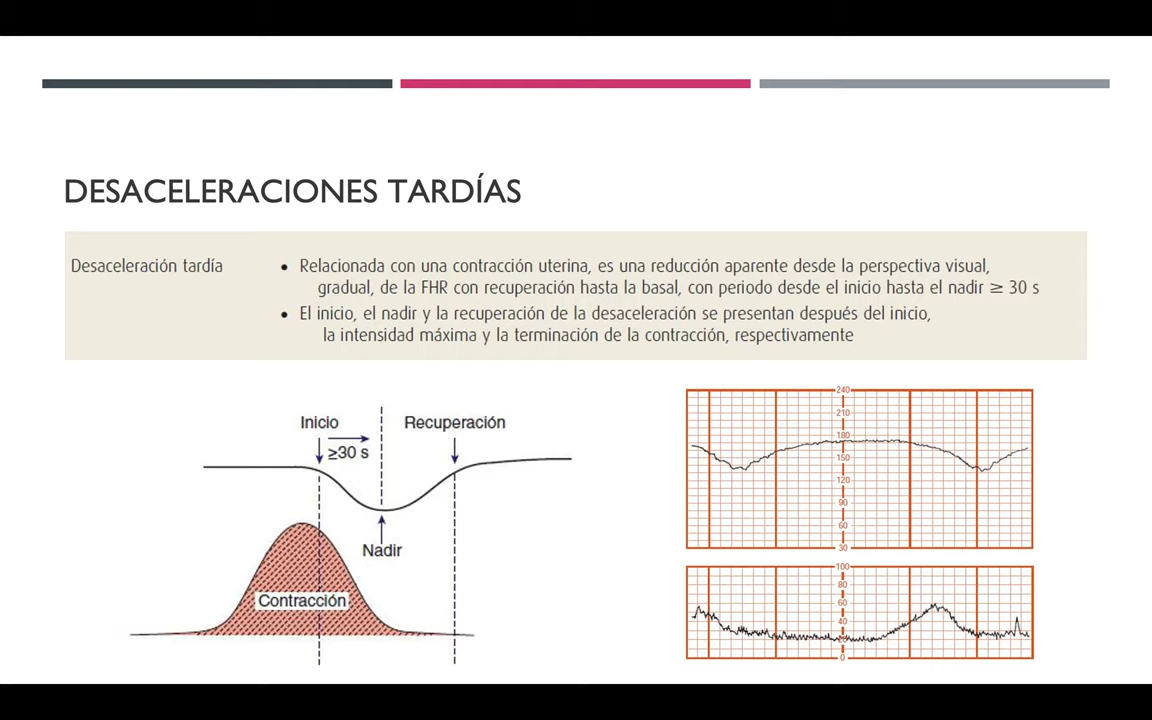 DESACELERACIONES TARDÍAS
Desaceleración tardía
• Relacionada con una contracción uterina, es una reducción aparente desde la perspectiva visual,
gradual, de la FHR con recuperación hasta la basal, con periodo desde el inicio hasta el nadir ≥ 30 s
• El inicio, el nadir y la recuperación de la desaceleración se presentan después del inicio,
la intensidad máxima y la terminación de la contracción, respectivamente
Inicio
Recuperación
≥30 s
Nadir
Contracción
240
210
180
150
120
90
60
30
100
80
60
40
20
0